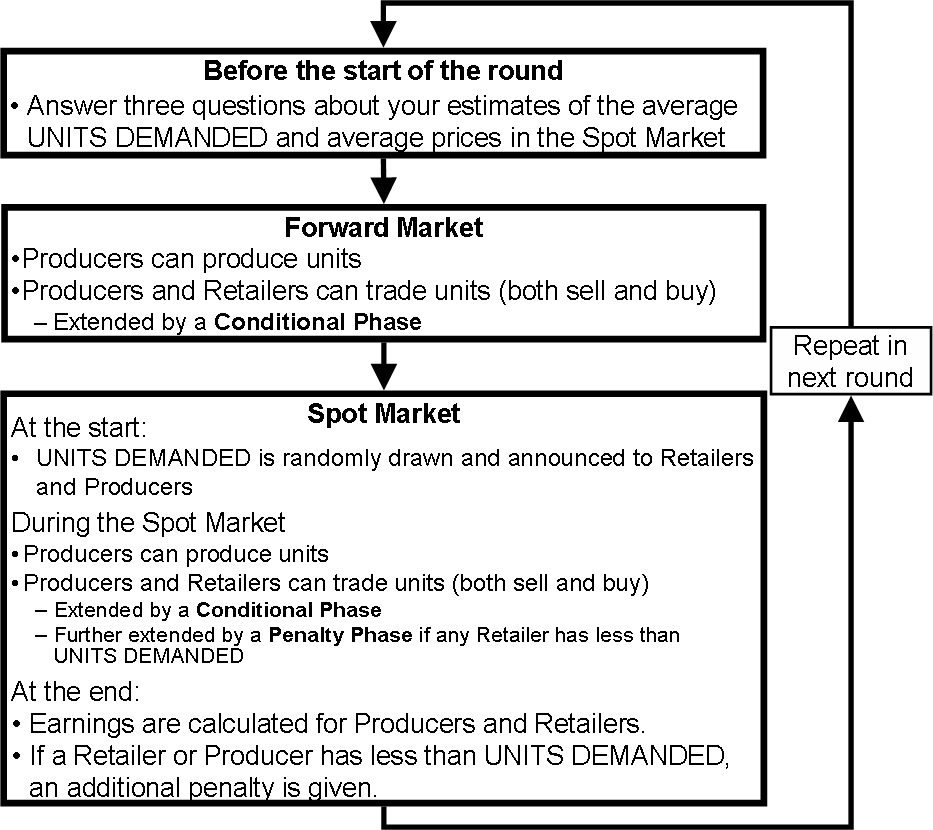 Before the start of the round
• Answer three questions about your estimates of the average
UNITS DEMANDED and average prices in the Spot Market
Forward Market
•Producers can produce units
•Producers and Retailers can trade units (both sell and buy)
– Extended by a Conditional Phase
Repeat in
next round
Spot Market
At the start:
• UNITS DEMANDED is randomly drawn and announced to Retailers
and Producers
During the Spot Market
• Producers can produce units
• Producers and Retailers can trade units (both sell and buy)
– Extended by a Conditional Phase
– Further extended by a Penalty Phase if any Retailer has less than
UNITS DEMANDED
At the end:
• Earnings are calculated for Producers and Retailers.
• If a Retailer or Producer has less than UNITS DEMANDED,
an additional penalty is given.